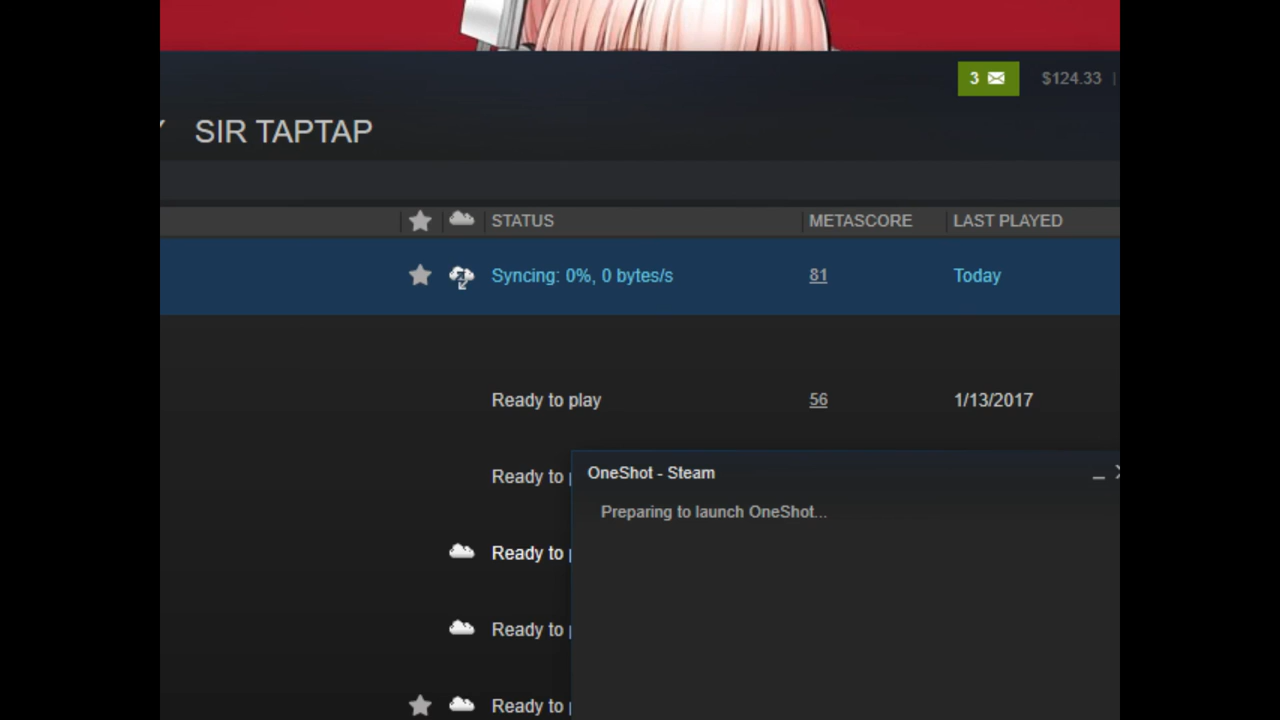 3 $124.33
SIR TAPTAP
STATUS METASCORE LAST PLAYED
Syncing: 0%, 0 bytes/s 81 Today
Ready to play 56 1/13/2017
Ready to
OneShot - Steam
Preparing to launch OneShot...
Ready to
Ready to
Ready to